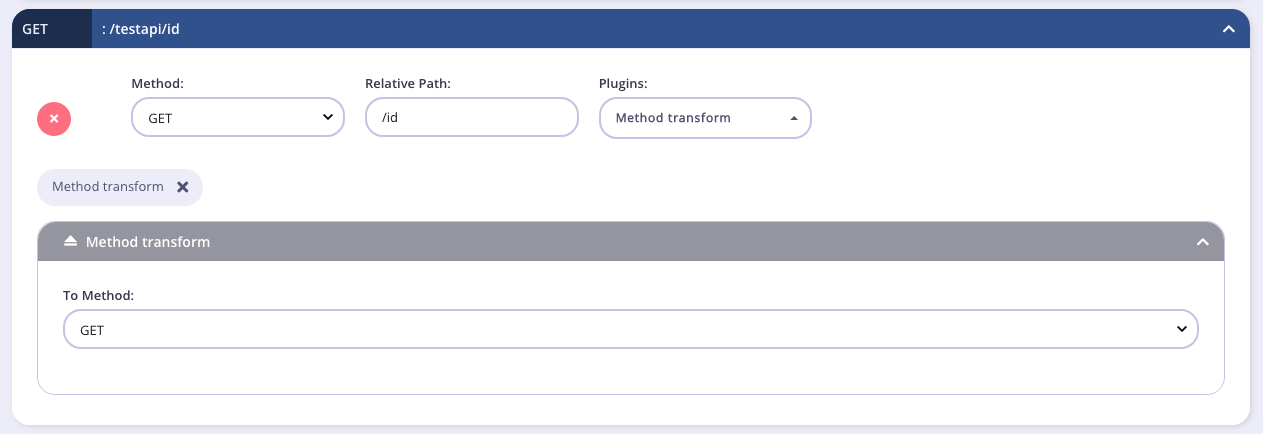 GET : /testapi/id
Method: Relative Path: Plugins:
GET /id Method transform
Method transform
Method transform
To Method:
GET